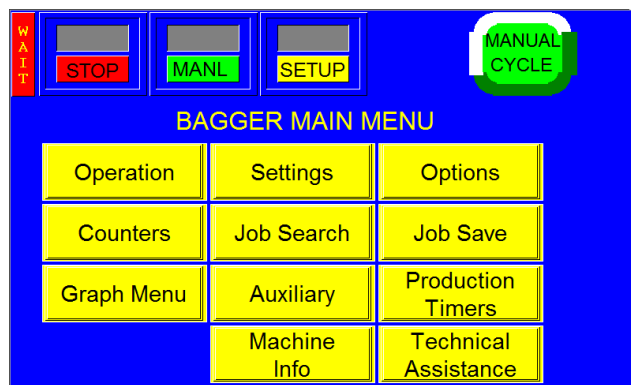 WAIT
STOP
MANL
SETUP
MANUAL
CYCLE
BAGGER MAIN MENU
Operation
Settings
Options
Counters
Job Search
Job Save
Graph Menu
Auxiliary
Production
Timers
Machine
Info
Technical
Assistance